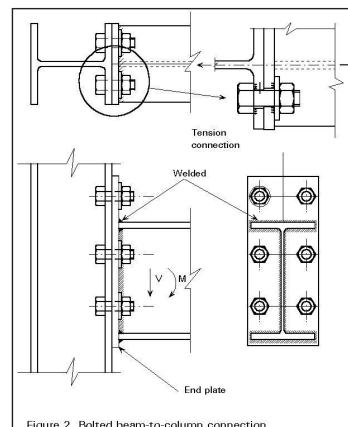 Tension
connection
Welded
V
M
End plate
Figure 2. Bolted beam-to-column connection